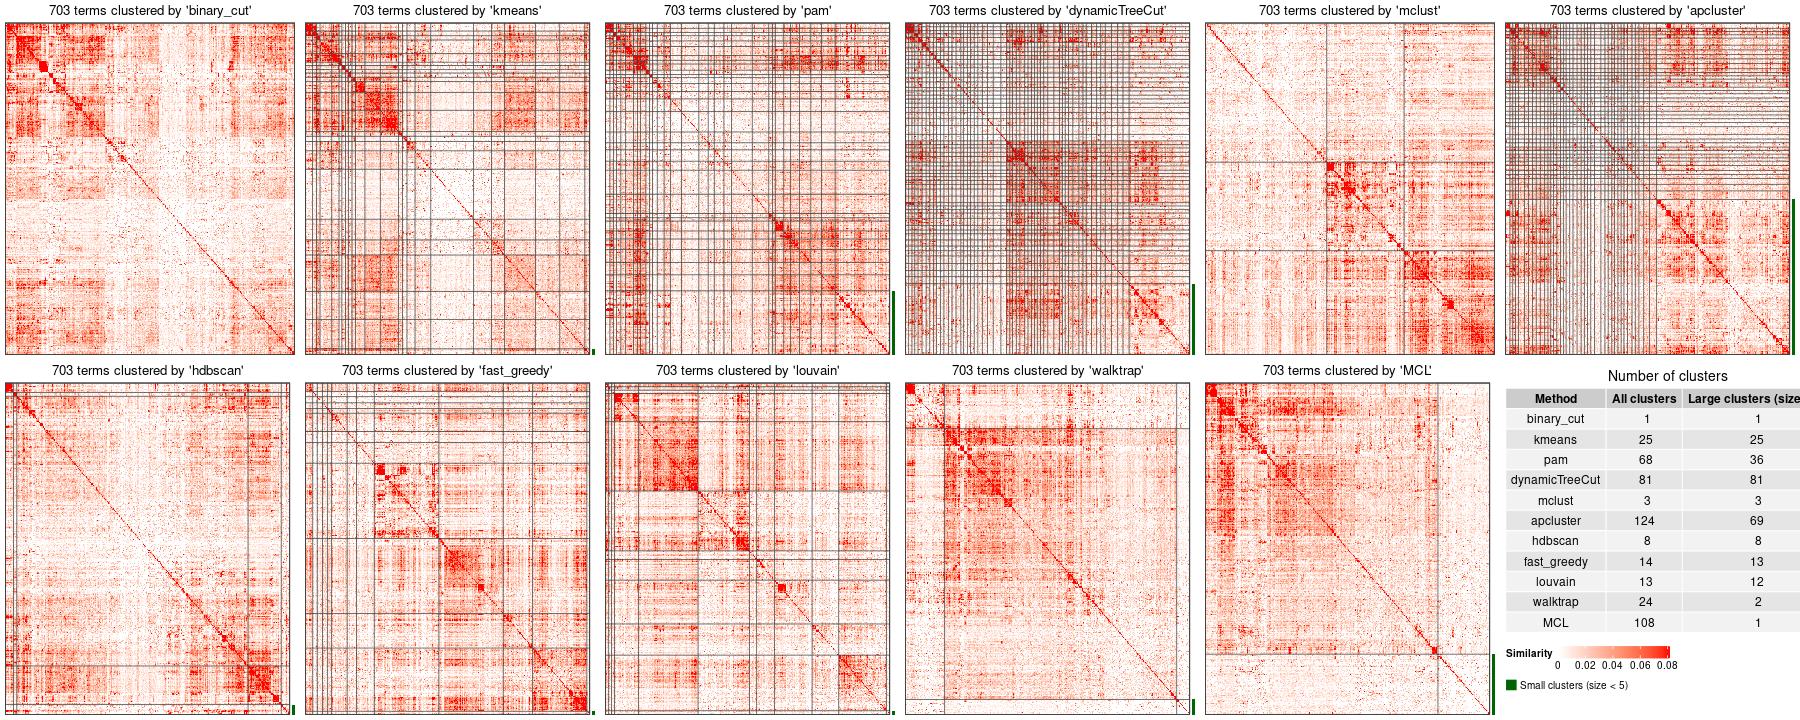 703 terms clustered by 'binary_cut'
703 terms clustered by 'kmeans'
703 terms clustered by 'pam'
703 terms clustered by 'dynamicTreeCut'
703 terms clustered by 'mclust'
703 terms clustered by 'apcluster'
703 terms clustered by 'hdbscan'
703 terms clustered by 'fast_greedy'
703 terms clustered by 'louvain'
703 terms clustered by 'walktrap'
703 terms clustered by 'MCL'
Number of clusters
Method All clusters Large clusters (size
binary_cut 1 1
kmeans 25 25
pam 68 36
dynamicTreeCut 81 81
mclust 3 3
apcluster 124 69
hdbscan 8 8
fast_greedy 14 13
louvain 13 12
walktrap 24 2
MCL 108 1
Similarity
0 0.02 0.04 0.06 0.08
Small clusters (size < 5)